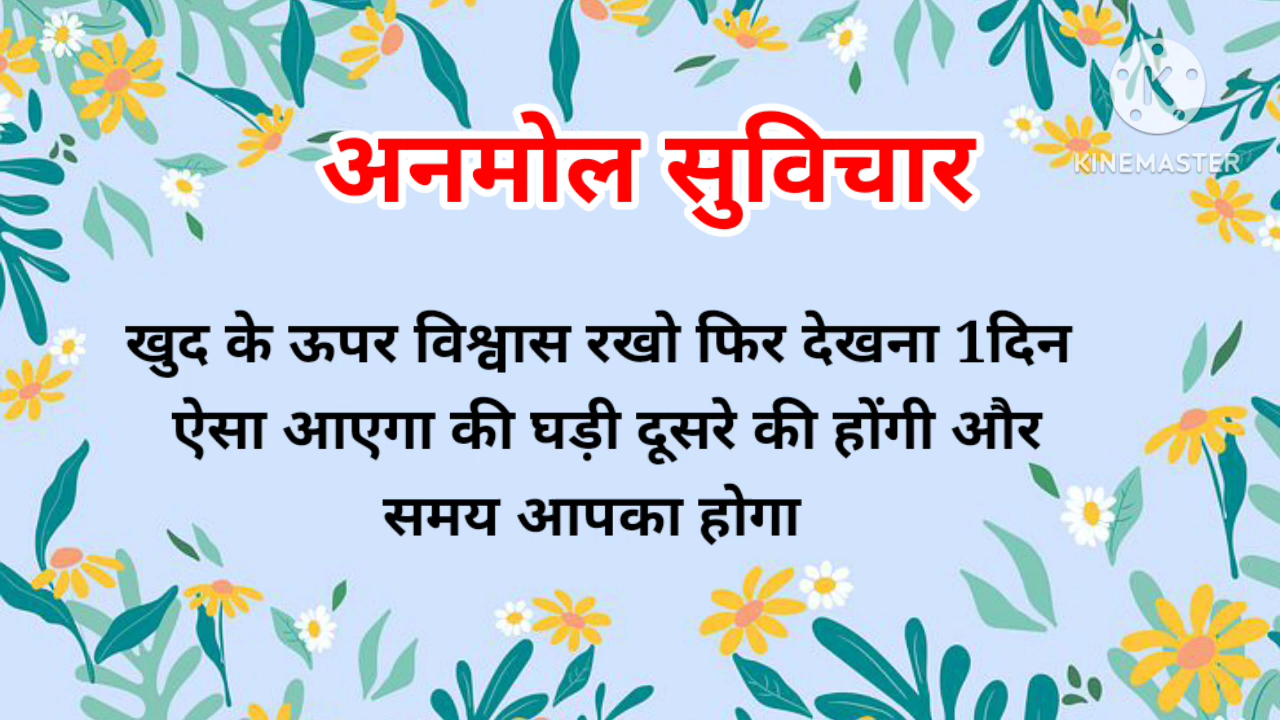 KINEMASTER
अनमोल सुविचार
खुद के ऊपर विश्वास रखो फिर देखना 1दिन
ऐसा आएगा की घड़ी दूसरे की होंगी और
समय आपका होगा